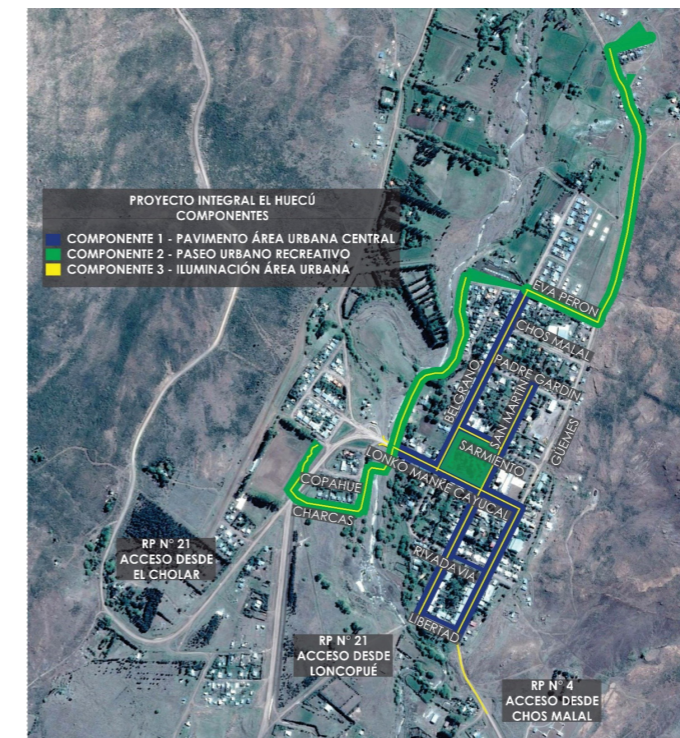 PROYECTO INTEGRAL EL HUECÚ
COMPONENTES
COMPONENTE 1 - PAVIMENTO ÁREA URBANA CENTRAL
COMPONENTE 2 - PASEO URBANO RECREATIVO
COMPONENTE 3 - ILUMINACIÓN ÁREA URBANA
EVA PERON
CHOS MALAL
PADRE GARDIN
BELGRANO
SAN MARTIN
GÜEMES
SARMIENTO
LONKO MANKE CAYUCAL
COPAHUE
CHARCAS
RIVADAVIA
LIBERTAD
RP N° 21
ACCESO DESDE
EL CHOLAR
RP N° 21
ACCESO DESDE
LONCOPUÉ
RP N° 4
ACCESO DESDE
CHOS MALAL